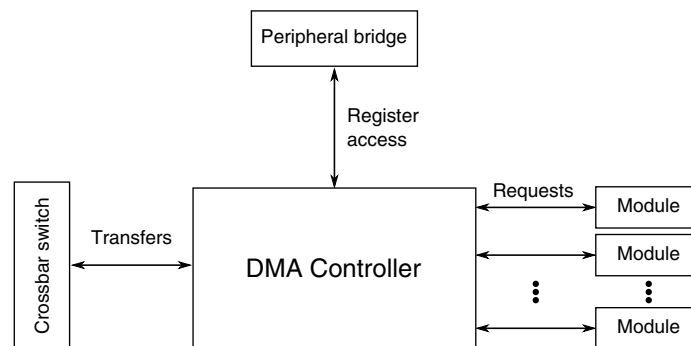 Peripheral bridge
Register
access
Requests
Module
Crossbar switch
Transfers
DMA Controller
Module
Module